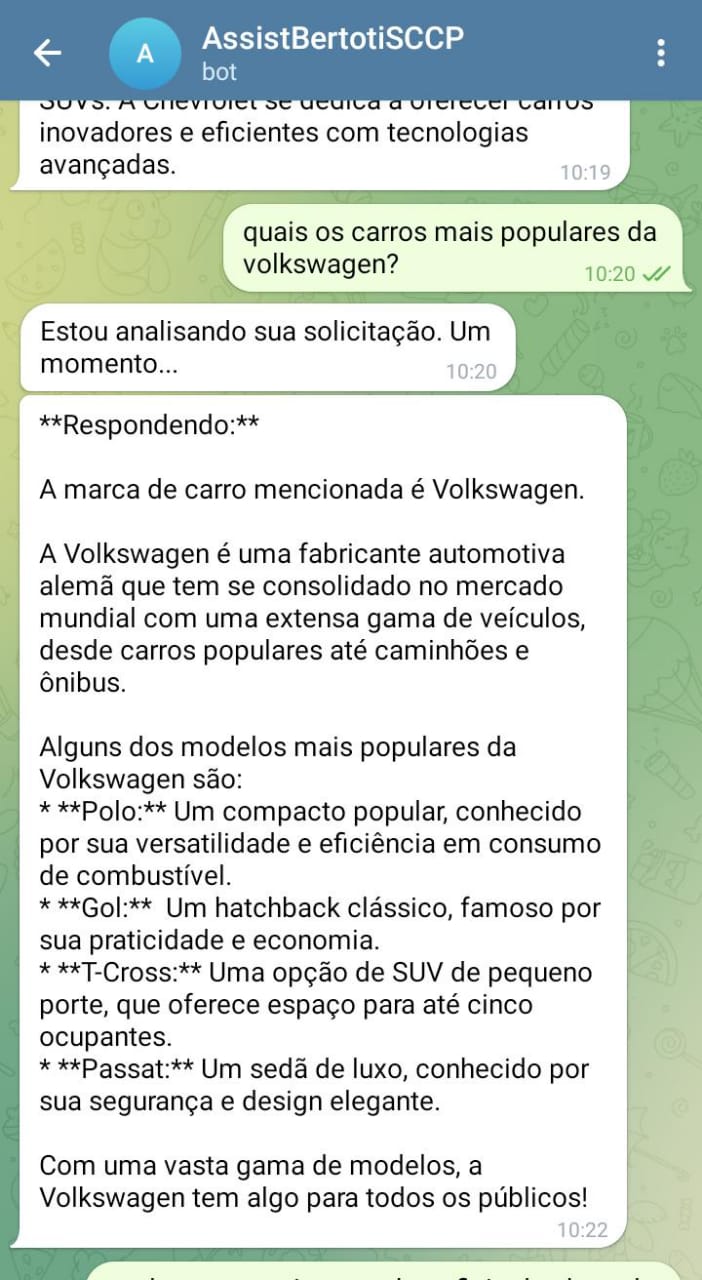 A
AssistBertotiSCCP
bot
SUVs. A Chevrolet se dedica a oferecer carros
inovadores e eficientes com tecnologias
avançadas.
10:19
quais os carros mais populares da
volkswagen?
10:20
Estou analisando sua solicitação. Um
momento...
10:20
**Respondendo:**
A marca de carro mencionada é Volkswagen.
A Volkswagen é uma fabricante automotiva
alemã que tem se consolidado no mercado
mundial com uma extensa gama de veículos,
desde carros populares até caminhões e
ônibus.
Alguns dos modelos mais populares da
Volkswagen são:
* **Polo:** Um compacto popular, conhecido
por sua versatilidade e eficiência em consumo
de combustível.
* **Gol:**  Um hatchback clássico, famoso por
sua praticidade e economia.
* **T-Cross:** Uma opção de SUV de pequeno
porte, que oferece espaço para até cinco
ocupantes.
* **Passat:** Um sedã de luxo, conhecido por
sua segurança e design elegante.
Com uma vasta gama de modelos, a
Volkswagen tem algo para todos os públicos!
10:22